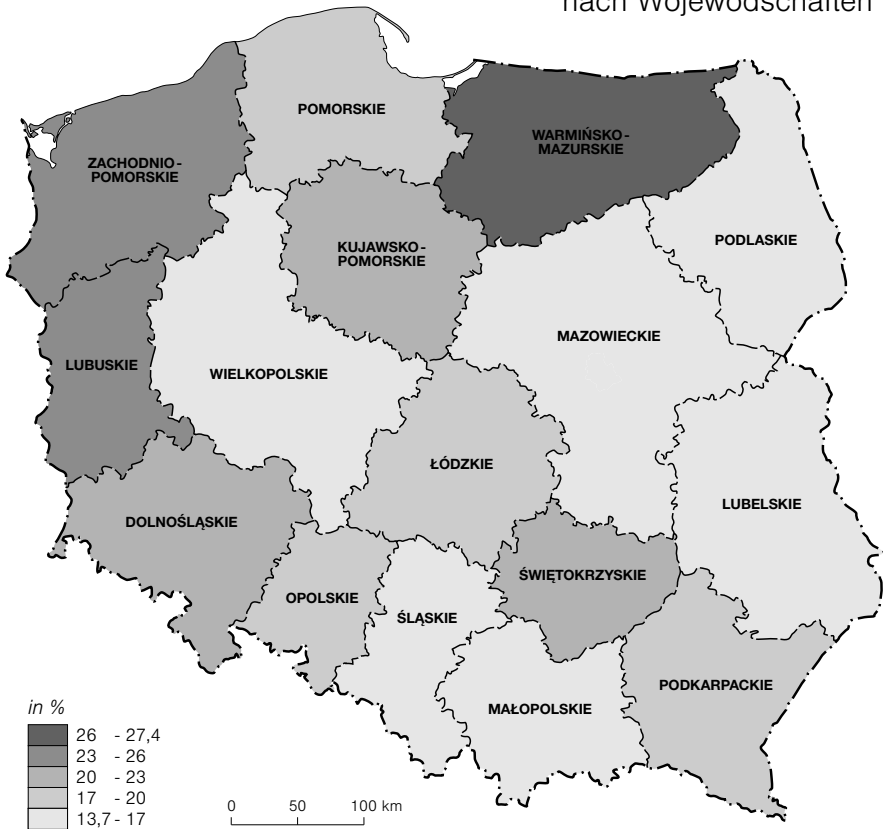 nach Wojewodschaften
POMORSKIE
WARMIŃSKO-
MAZURSKIE
ZACHODNIO-
POMORSKIE
KUJAWSKO-
POMORSKIE
PODLASKIE
MAZOWIECKIE
LUBUSKIE
WIELKOPOLSKIE
ŁÓDZKIE
LUBELSKIE
DOLNOŚLĄSKIE
ŚWIĘTOKRZYSKIE
OPOLSKIE
ŚLĄSKIE
PODKARPACKIE
MAŁOPOLSKIE
in %
26 - 27,4
23 - 26
20 - 23
17 - 20
13,7 - 17
0 50 100 km